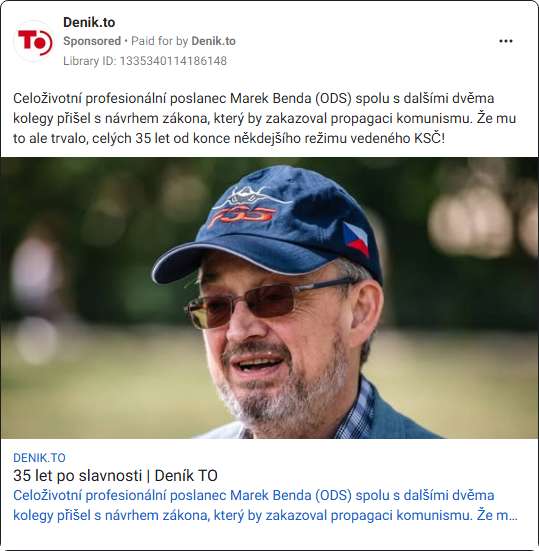 Denik.to
Sponsored • Paid for by Denik.to
Library ID: 1335340114186148
TO
Celoživotní profesionální poslanec Marek Benda (ODS) spolu s dalšími dvěma
kolegy přišel s návrhem zákona, který by zakazoval propagaci komunismu. Že mu
to ale trvalo, celých 35 let od konce někdejšího režimu vedeného KSČ!
DENIK.TO
35 let po slavnosti | Deník TO
Celoživotní profesionální poslanec Marek Benda (ODS) spolu s dalšími dvěma
kolegy přišel s návrhem zákona, který by zakazoval propagaci komunismu. Že m...